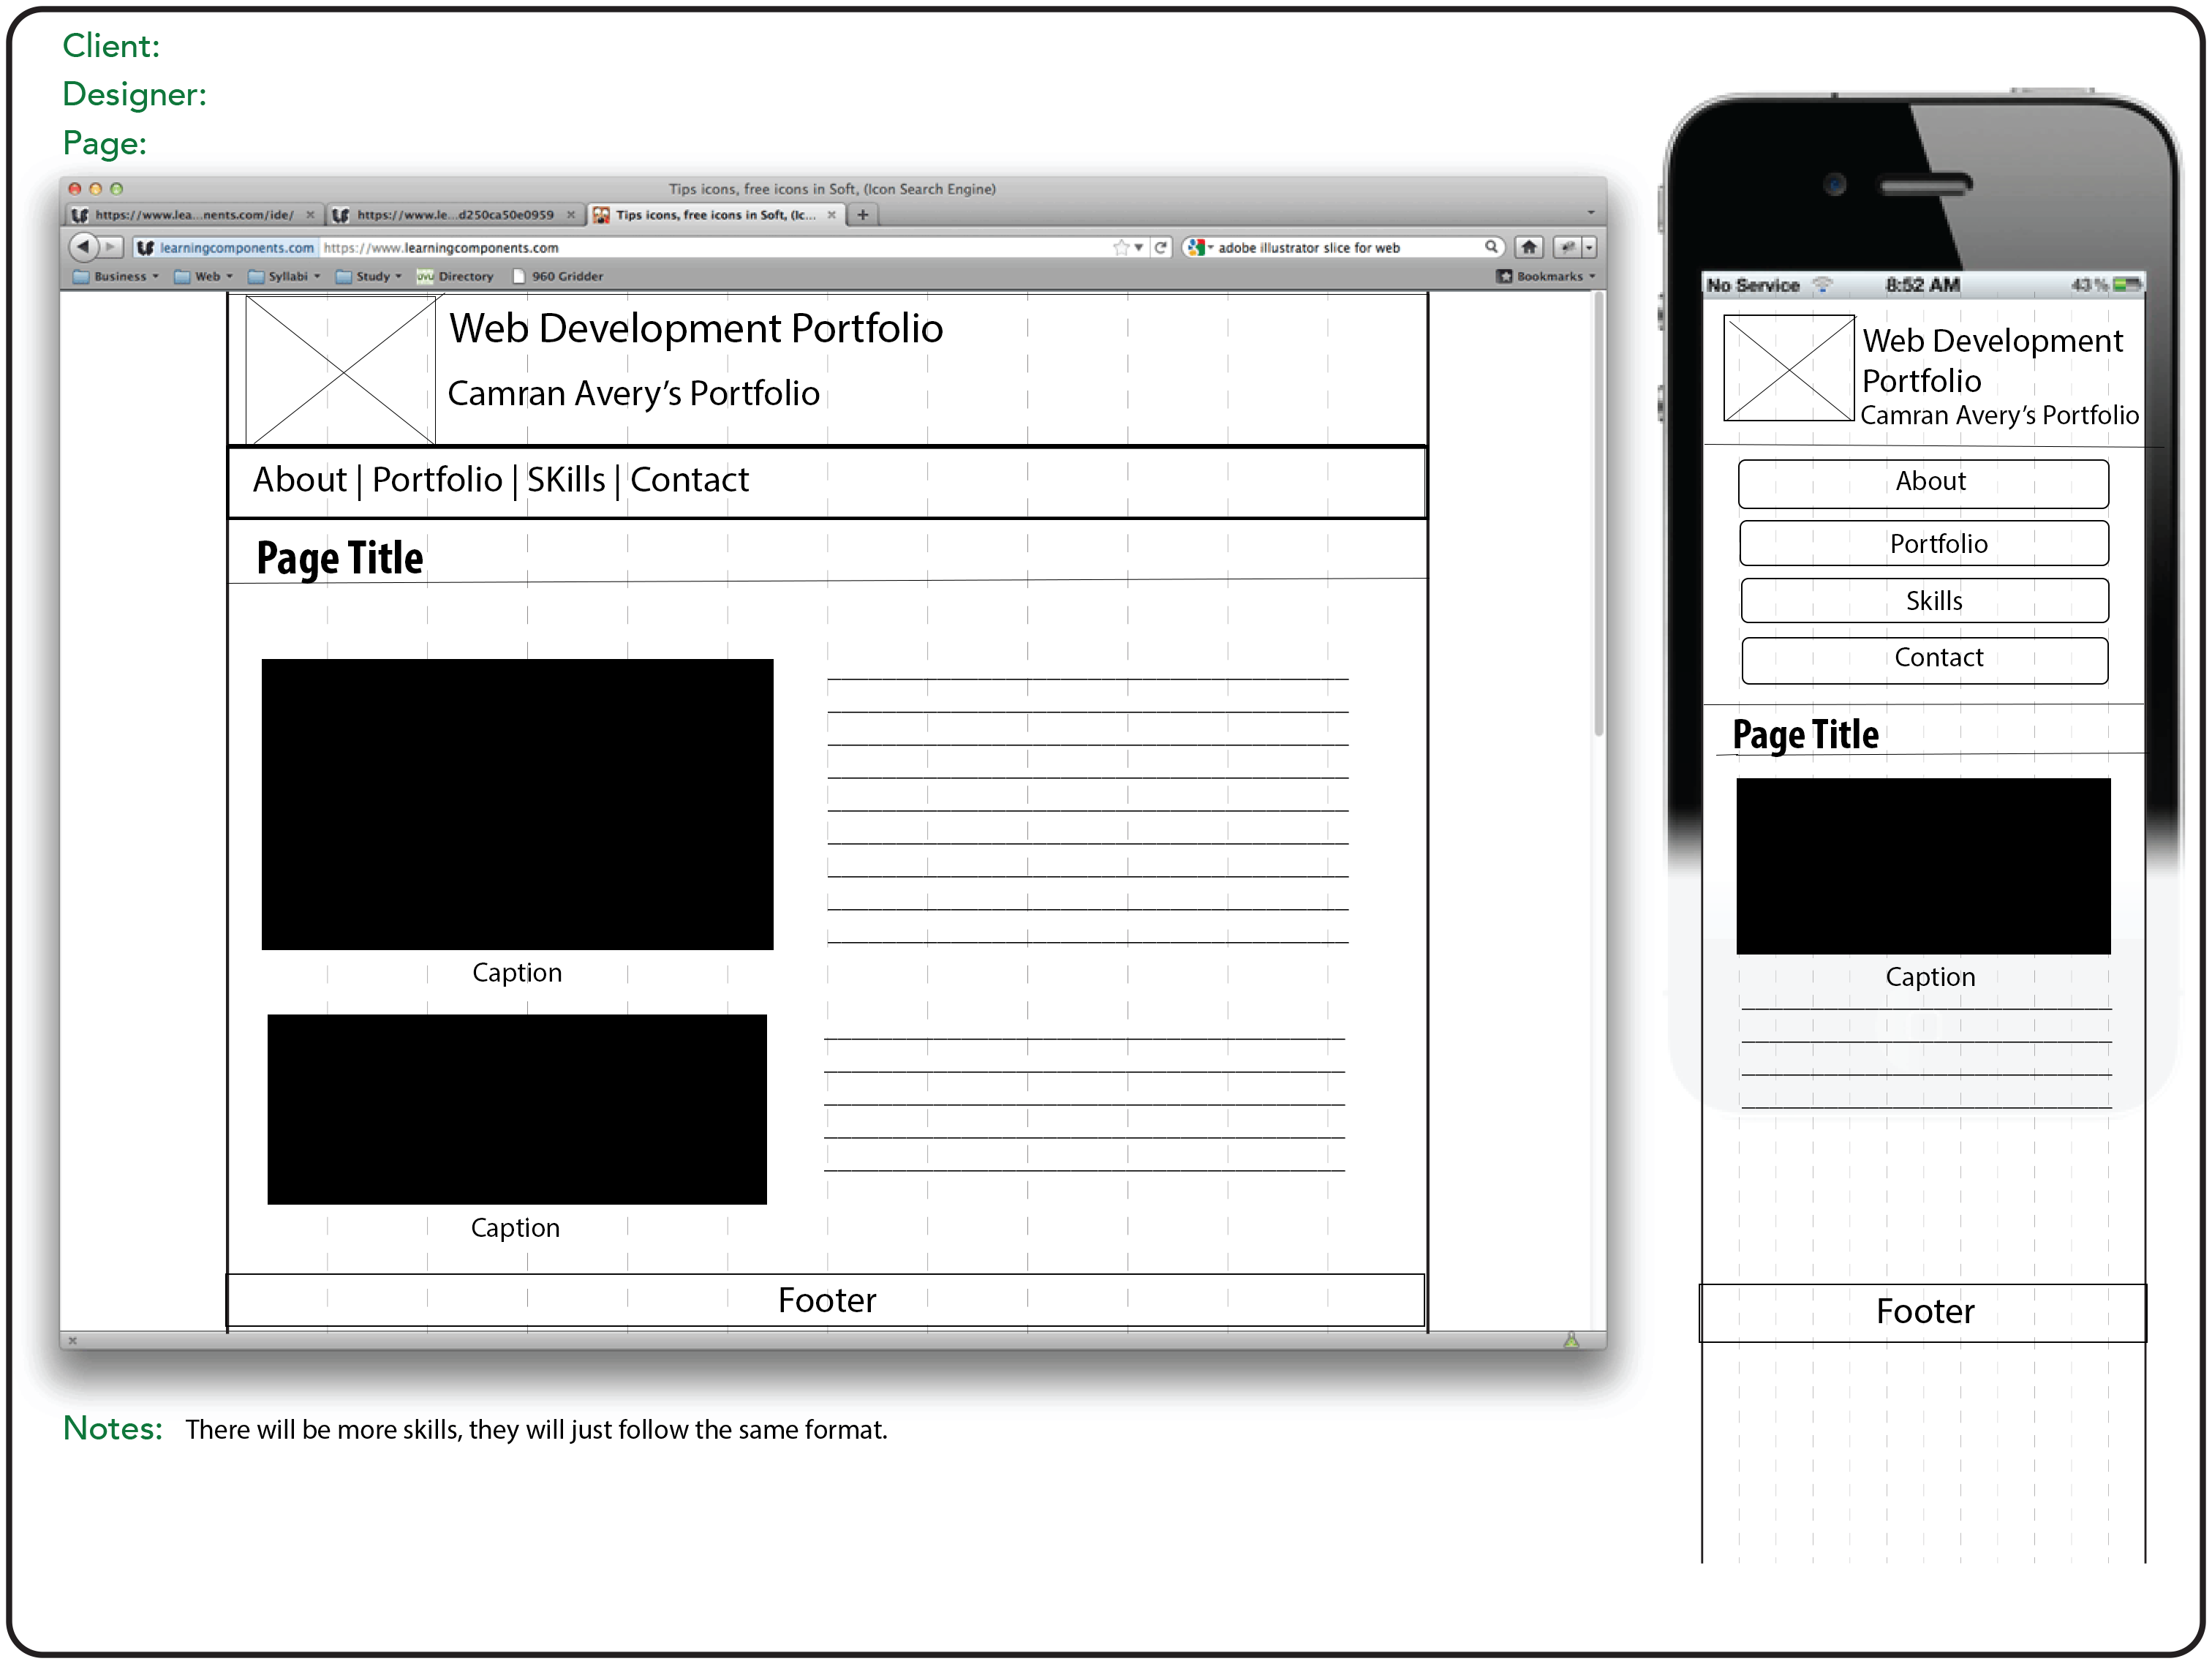 Client:
Designer:
Page:
Tips icons, free icons in Soft, (Icon Search Engine)
https://www.lea...nents.com/ide/
https://www.le...d250ca50e0959
Tips icons, free icons in Soft, (Ic...
learningcomponents.com https://www.learningcomponents.com
adobe illustrator slice for web
Business Web Syllabi Study UVU Directory 960 Gridder Bookmarks
Web Development Portfolio
Camran Avery’s Portfolio
About | Portfolio | SKills | Contact
Page Title
Caption
Caption
Footer
No Service 8:52 AM 43%
Web Development
Portfolio
Camran Avery’s Portfolio
About
Portfolio
Skills
Contact
Page Title
Caption
Footer
Notes: There will be more skills, they will just follow the same format.